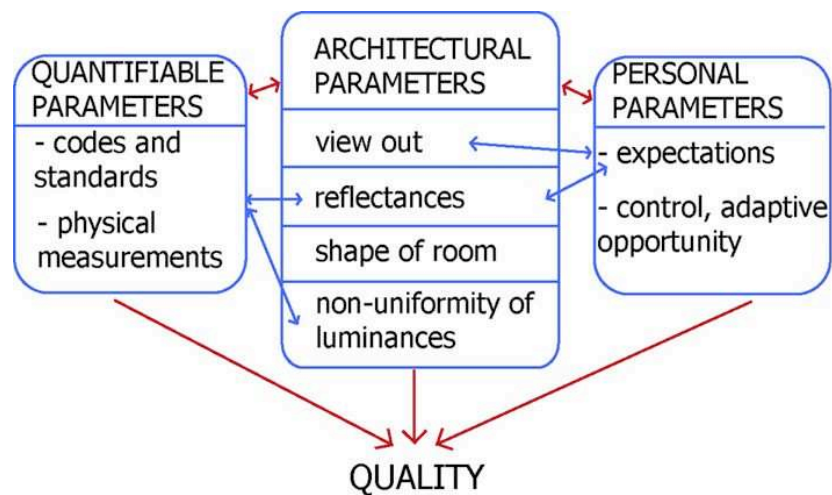 QUANTIFIABLE
PARAMETERS
- codes and
standards
- physical
measurements
ARCHITECTURAL
PARAMETERS
view out
reflectances
shape of room
non-uniformity of
luminances
PERSONAL
PARAMETERS
- expectations
- control, adaptive
opportunity
QUALITY